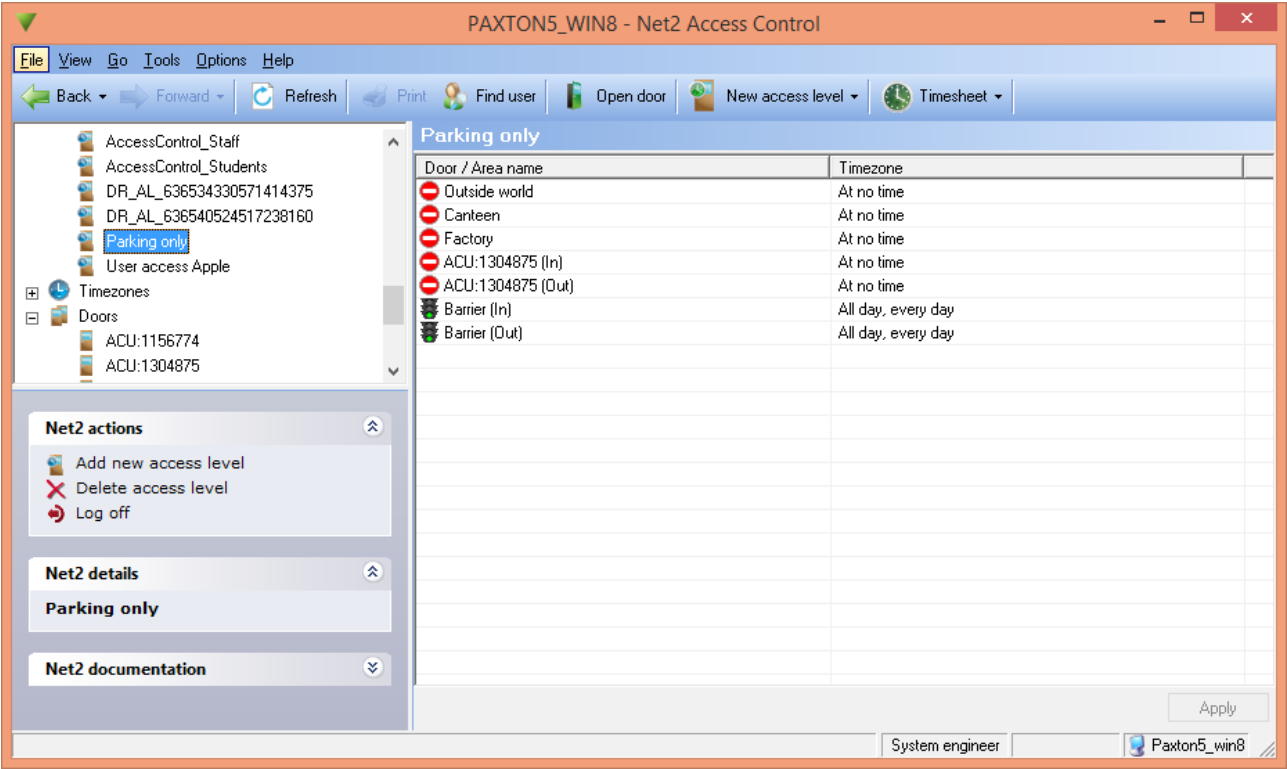 PAXTON5_WIN8 - Net2 Access Control
File View Go Tools Options Help
Back Forward Refresh Print Find user Open door New access level Timesheet
AccessControl_Staff
AccessControl_Students
DR_AL_636534330571414375
DR_AL_636540524517238160
Parking only
User access Apple
Timezones
Doors
ACU:1156774
ACU:1304875
Net2 actions
Add new access level
Delete access level
Log off
Net2 details
Parking only
Net2 documentation
Parking only
Door / Area name Timezone
Outside world At no time
Canteen At no time
Factory At no time
ACU:1304875 (In) At no time
ACU:1304875 (Out) At no time
Barrier (In) All day, every day
Barrier (Out) All day, every day
Apply
System engineer Paxton5_win8